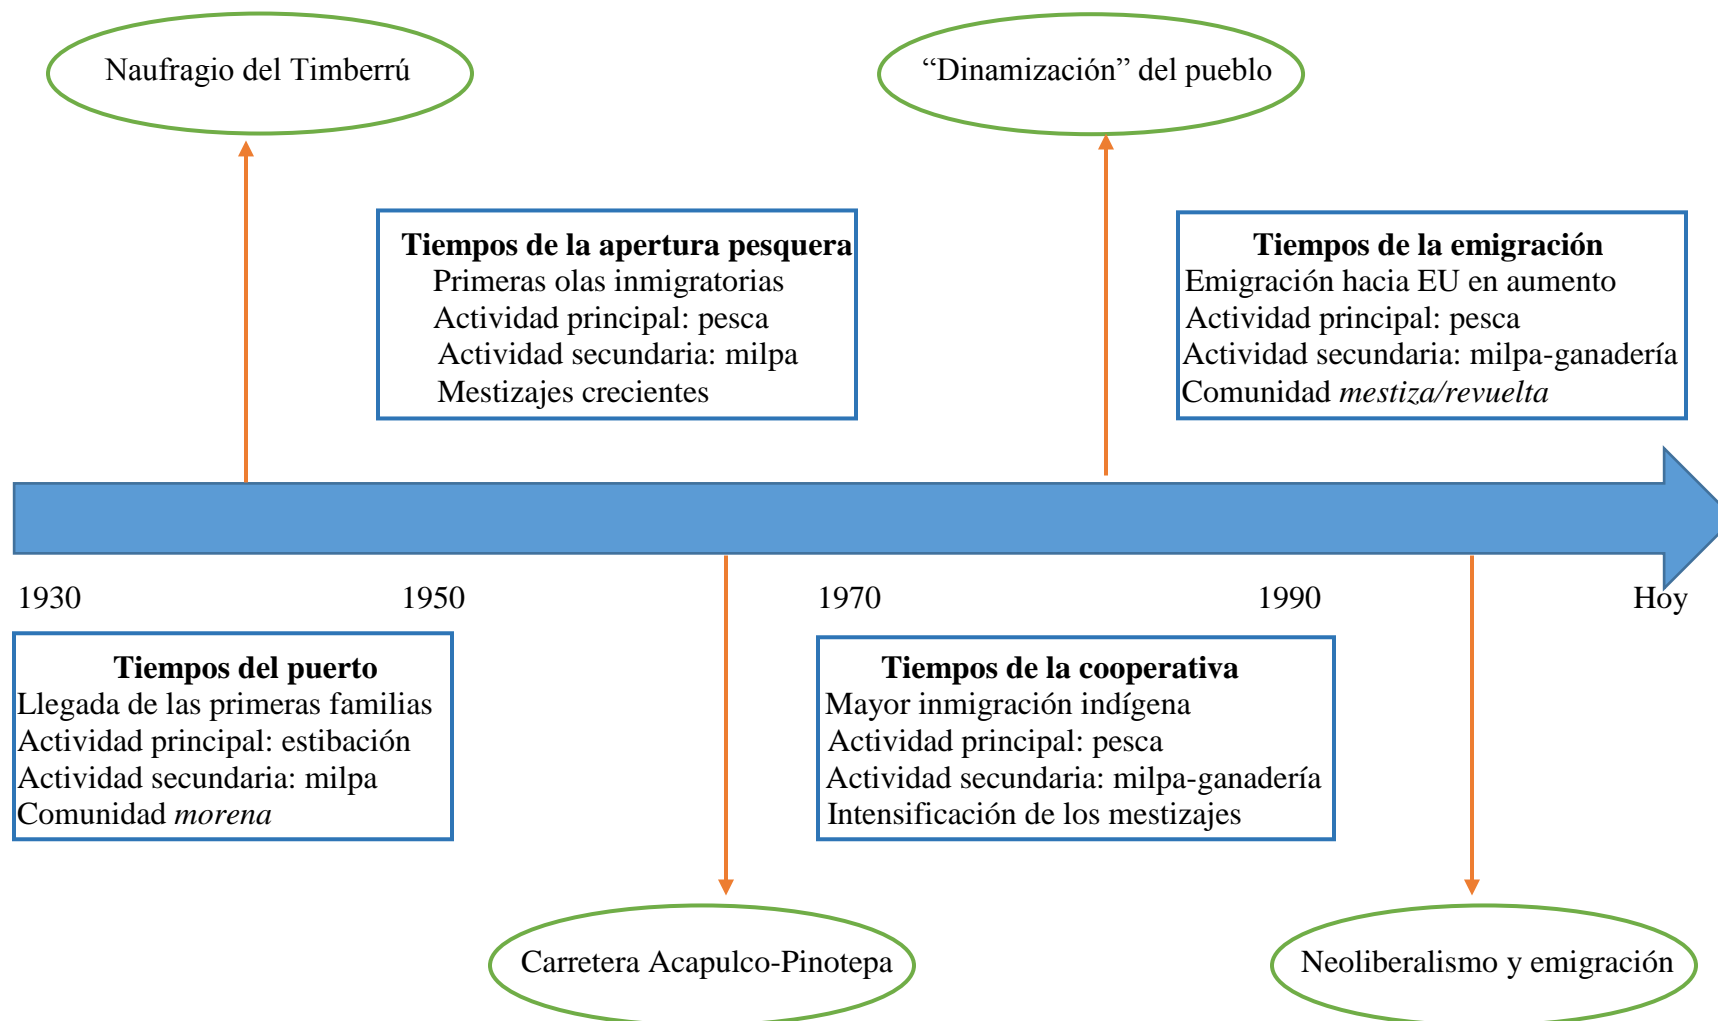 Naufragio del Timberrú
“Dinamización” del pueblo
Tiempos de la apertura pesquera
Primeras olas inmigratorias
Actividad principal: pesca
Actividad secundaria: milpa
Mestizajes crecientes
Tiempos de la emigración
Emigración hacia EU en aumento
Actividad principal: pesca
Actividad secundaria: milpa-ganadería
Comunidad mestiza/revuelta
1930
1950
1970
1990
Hoy
Tiempos del puerto
Llegada de las primeras familias
Actividad principal: estibación
Actividad secundaria: milpa
Comunidad morena
Tiempos de la cooperativa
Mayor inmigración indígena
Actividad principal: pesca
Actividad secundaria: milpa-ganadería
Intensificación de los mestizajes
Carretera Acapulco-Pinotepa
Neoliberalismo y emigración